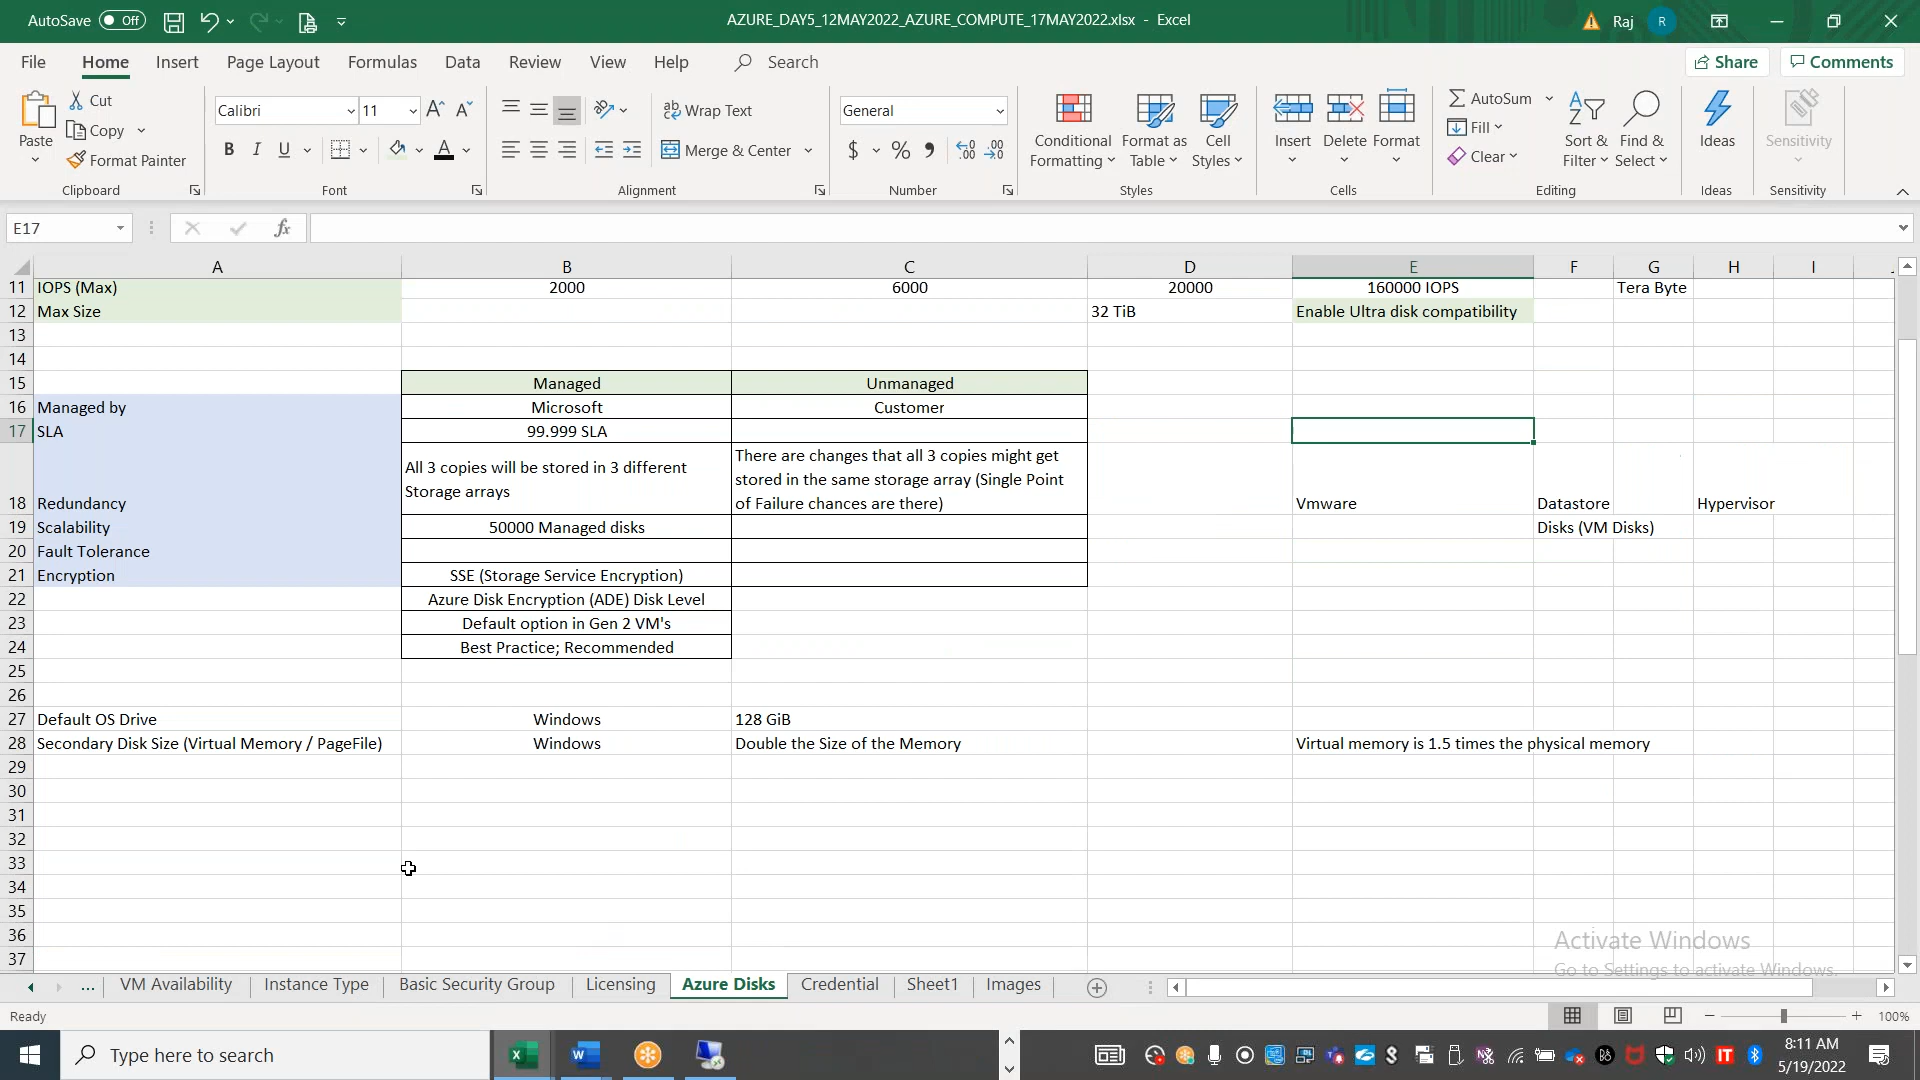 AutoSave Off
AZURE_DAY5_12MAY2022_AZURE_COMPUTE_17MAY2022.xlsx - Excel
Raj R
File Home Insert Page Layout Formulas Data Review View Help Search Share Comments
Paste
Cut
Copy
Format Painter
Calibri 11
B I U
Wrap Text
Merge & Center
General
$ % ,
Conditional Formatting
Format as Table
Cell Styles
Insert
Delete
Format
AutoSum
Fill
Clear
Sort & Filter
Find & Select
Ideas
Sensitivity
Clipboard Font Alignment Number Styles Cells Editing Ideas Sensitivity
E17 fx
A B C D E F G H I
11 IOPS (Max) 2000 6000 20000 160000 IOPS Tera Byte
12 Max Size 32 TiB Enable Ultra disk compatibility
13
14
15 Managed Unmanaged
16 Managed by Microsoft Customer
17 SLA 99.999 SLA
18 Redundancy
All 3 copies will be stored in 3 different
Storage arrays
There are changes that all 3 copies might get
stored in the same storage array (Single Point
of Failure chances are there)
Vmware Datastore Hypervisor
19 Scalability 50000 Managed disks Disks (VM Disks)
20 Fault Tolerance
21 Encryption SSE (Storage Service Encryption)
22 Azure Disk Encryption (ADE) Disk Level
23 Default option in Gen 2 VM's
24 Best Practice; Recommended
25
26
27 Default OS Drive Windows 128 GiB
28 Secondary Disk Size (Virtual Memory / PageFile) Windows Double the Size of the Memory Virtual memory is 1.5 times the physical memory
29
30
31
32
33
34
35
36
37
Activate Windows
Go to Settings to activate Windows.
... VM Availability Instance Type Basic Security Group Licensing Azure Disks Credential Sheet1 Images
Ready 100%
Type here to search
8:11 AM
5/19/2022